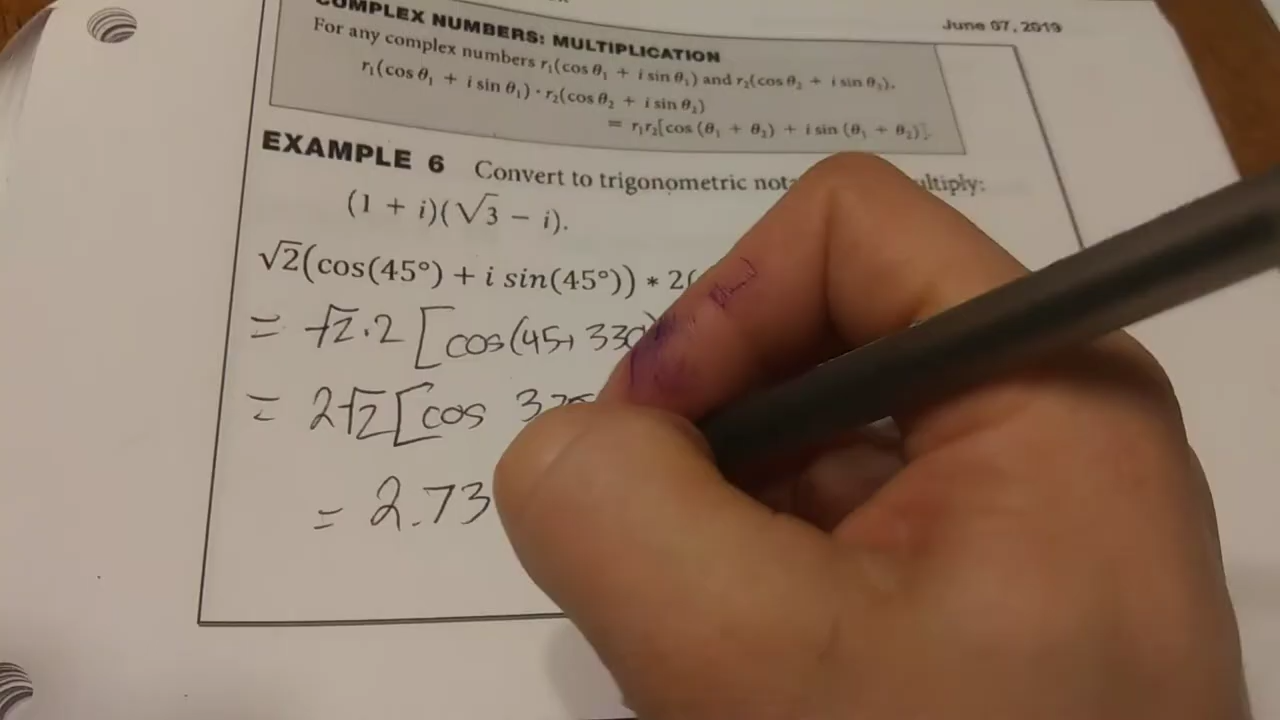 June 07, 2019
COMPLEX NUMBERS: MULTIPLICATION
For any complex numbers r₁(cos θ₁ + i sin θ₁) and r₂(cos θ₂ + i sin θ₂),
r₁(cos θ₁ + i sin θ₁) · r₂(cos θ₂ + i sin θ₂)
= r₁r₂[cos (θ₁ + θ₂) + i sin (θ₁ + θ₂)].
EXAMPLE 6 Convert to trigonometric
(1 + i)(√3 − i).
√2(cos(45°) + i sin(45°)) * 2(
= √2·2 [cos(45+330)
= 2√2 [cos 375
= 2.73